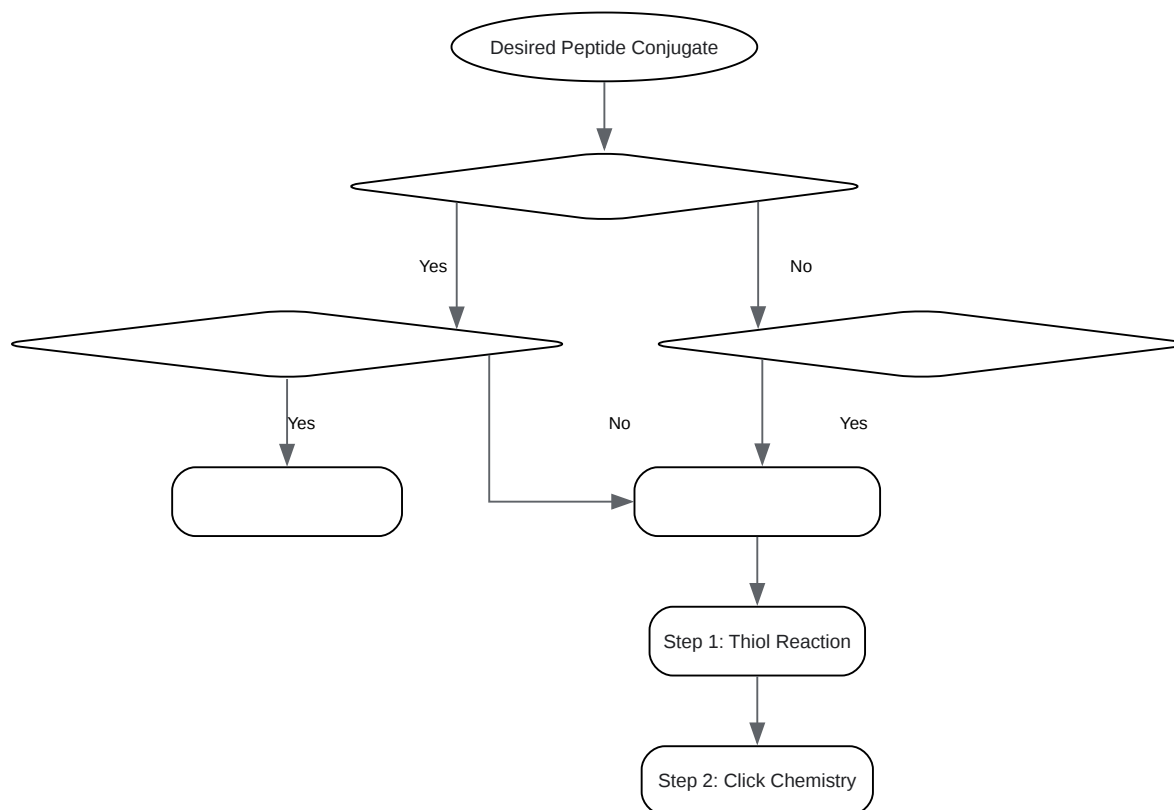 Desired Peptide Conjugate
Yes
No
Yes
No
Yes
Step 1: Thiol Reaction
Step 2: Click Chemistry